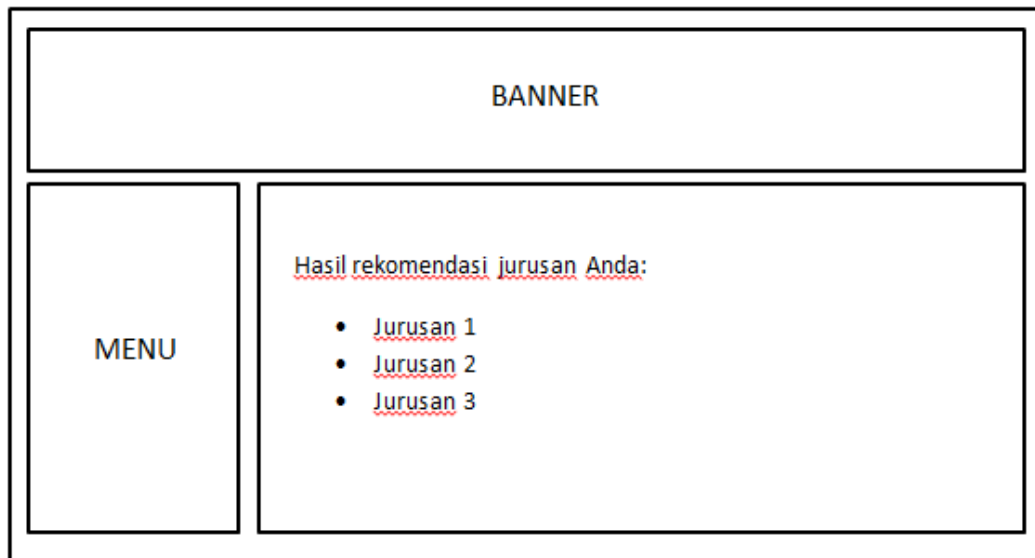 BANNER
MENU
Hasil rekomendasi jurusan Anda:
• Jurusan 1
• Jurusan 2
• Jurusan 3